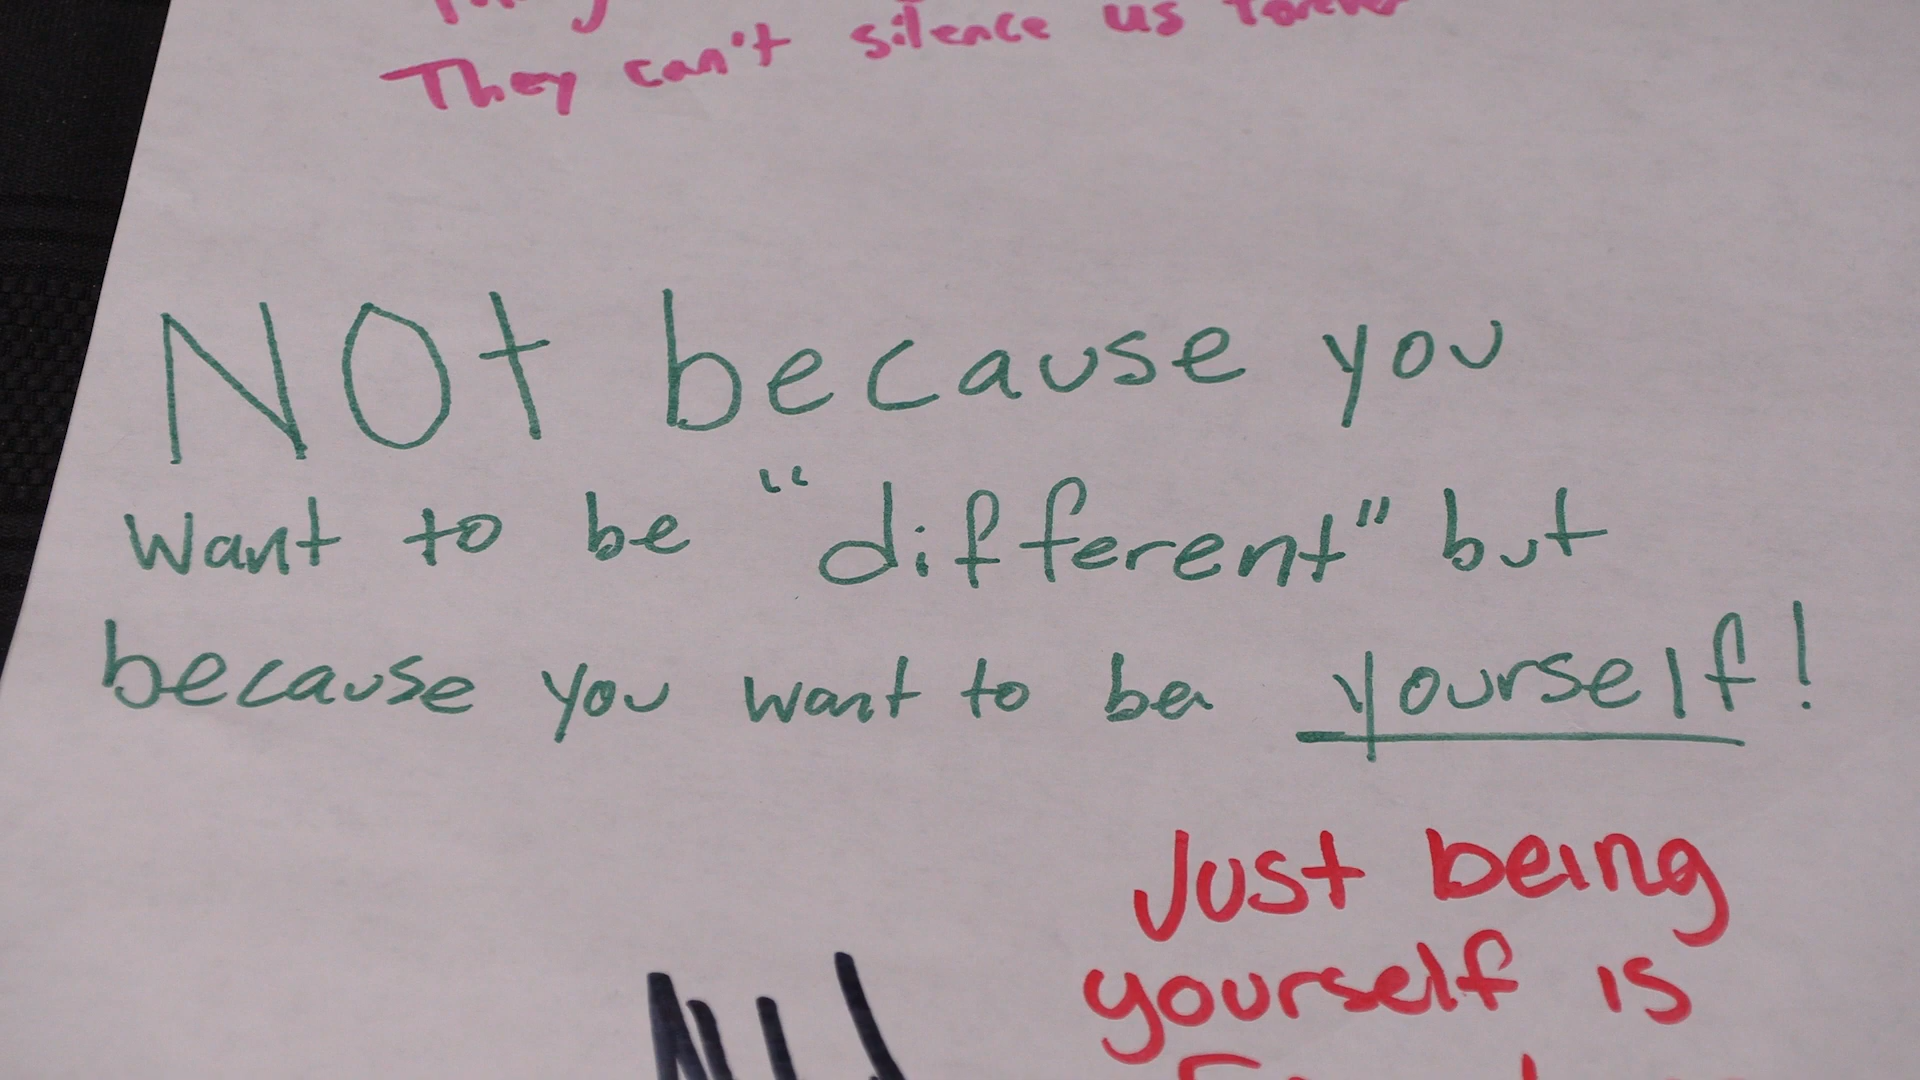 They can't silence us forever
NOt because you
want to be "different" but
because you want to be yourself!
Just being
yourself is